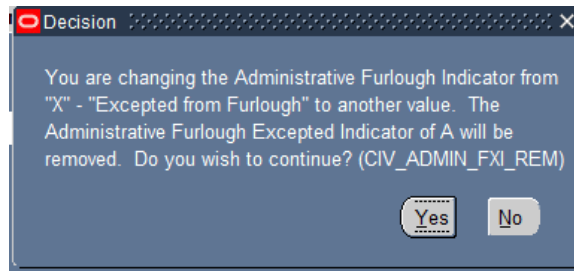 Decision
You are changing the Administrative Furlough Indicator from
"X" - "Excepted from Furlough" to another value.  The
Administrative Furlough Excepted Indicator of A will be
removed.  Do you wish to continue? (CIV_ADMIN_FXI_REM)
Yes No